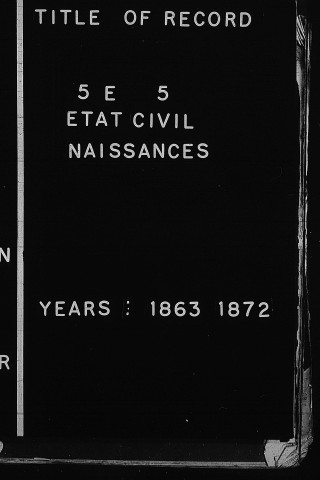 TITLE OF RECORD
5 E 5
ETAT CIVIL
NAISSANCES
N
YEARS : 1863 1872
R